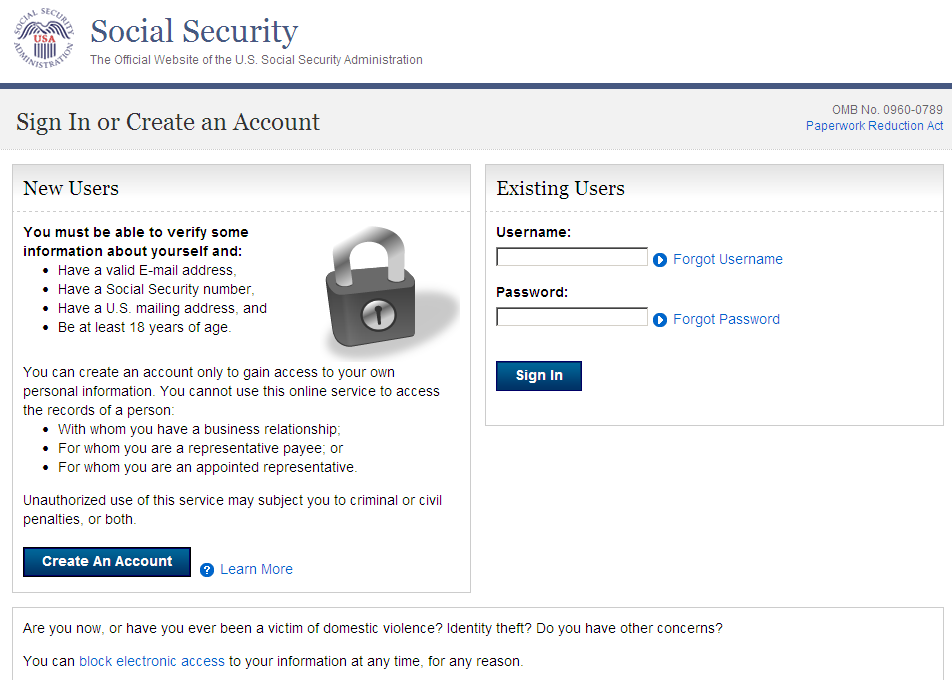 SOCIAL SECURITY ADMINISTRATION
USA
Social Security
The Official Website of the U.S. Social Security Administration
Sign In or Create an Account
OMB No. 0960-0789
Paperwork Reduction Act
New Users
You must be able to verify some
information about yourself and:
• Have a valid E-mail address,
• Have a Social Security number,
• Have a U.S. mailing address, and
• Be at least 18 years of age.
You can create an account only to gain access to your own
personal information. You cannot use this online service to access
the records of a person:
• With whom you have a business relationship;
• For whom you are a representative payee; or
• For whom you are an appointed representative.
Unauthorized use of this service may subject you to criminal or civil
penalties, or both.
Create An Account
? Learn More
Existing Users
Username:
Forgot Username
Password:
Forgot Password
Sign In
Are you now, or have you ever been a victim of domestic violence? Identity theft? Do you have other concerns?
You can block electronic access to your information at any time, for any reason.